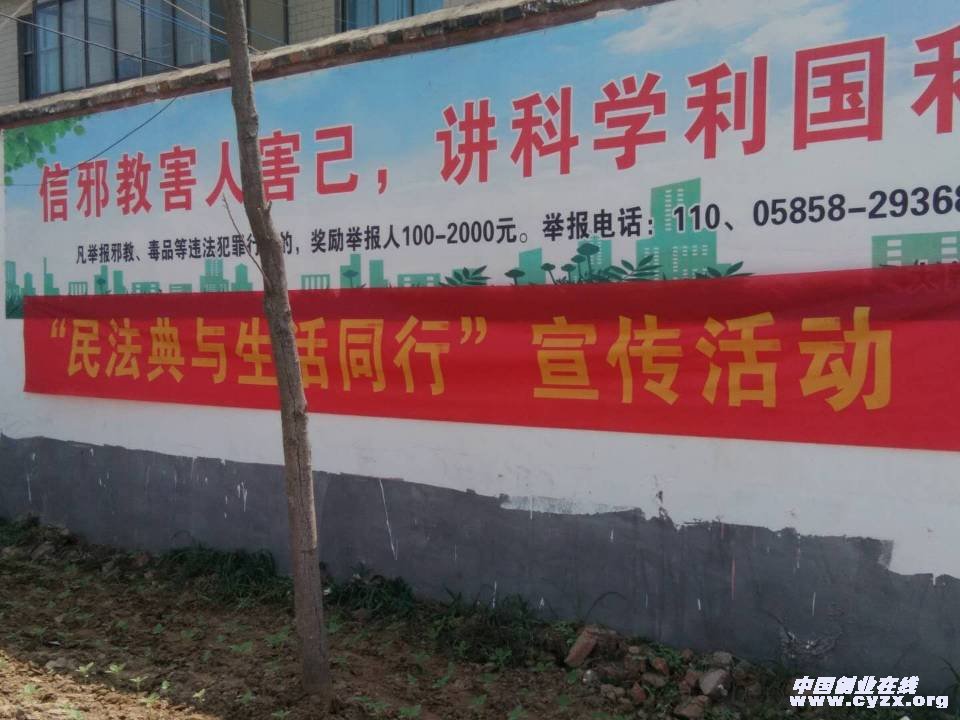 信邪教害人害己，讲科学利国
凡举报邪教、毒品等违法犯罪行的，奖励举报人100-2000元。举报电话：110、05858-29368
“民法典与生活同行”宣传活动
中国创业在线
www.cyzx.org